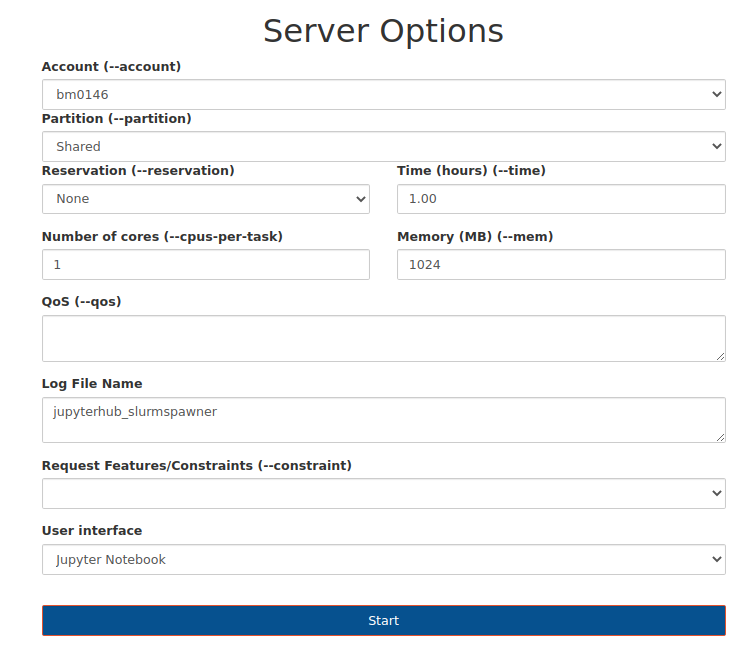 Server Options
Account (--account)
bm0146
Partition (--partition)
Shared
Reservation (--reservation)
Time (hours) (--time)
None
1.00
Number of cores (--cpus-per-task)
Memory (MB) (--mem)
1
1024
QoS (--qos)
Log File Name
jupyterhub_slurmspawner
Request Features/Constraints (--constraint)
User interface
Jupyter Notebook
Start